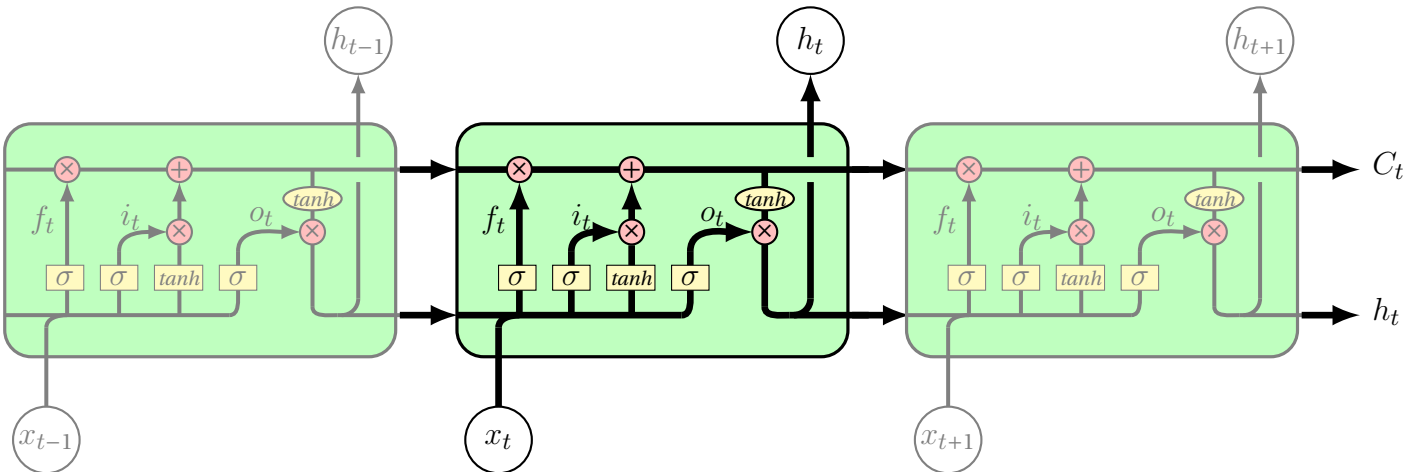 h_{t−1} h_t h_{t+1}
× + × + × + C_t
tanh tanh tanh
f_t i_t o_t f_t i_t o_t f_t i_t o_t
× × × × × ×
σ σ tanh σ σ σ tanh σ σ σ tanh σ
h_t
x_{t−1} x_t x_{t+1}